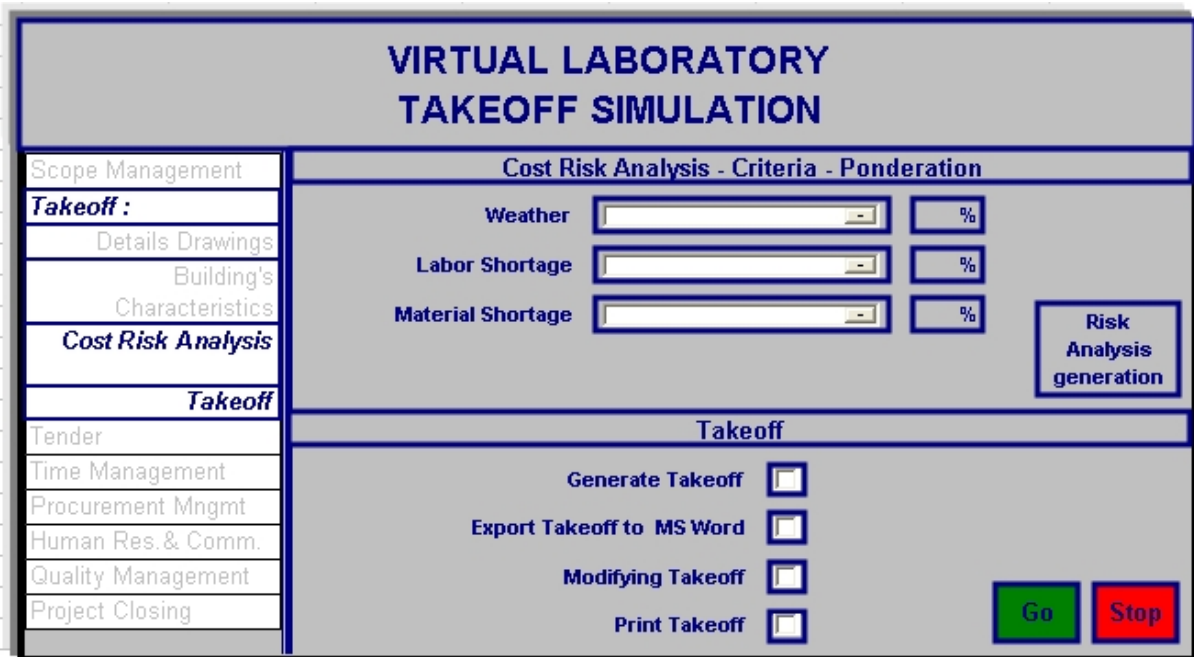 VIRTUAL LABORATORY
TAKEOFF SIMULATION
Scope Management
Takeoff :
Details Drawings
Building's
Characteristics
Cost Risk Analysis
Takeoff
Tender
Time Management
Procurement Mngmt
Human Res.& Comm.
Quality Management
Project Closing
Cost Risk Analysis - Criteria - Ponderation
Weather %
Labor Shortage %
Material Shortage %
Risk
Analysis
generation
Takeoff
Generate Takeoff
Export Takeoff to MS Word
Modifying Takeoff
Print Takeoff
Go Stop